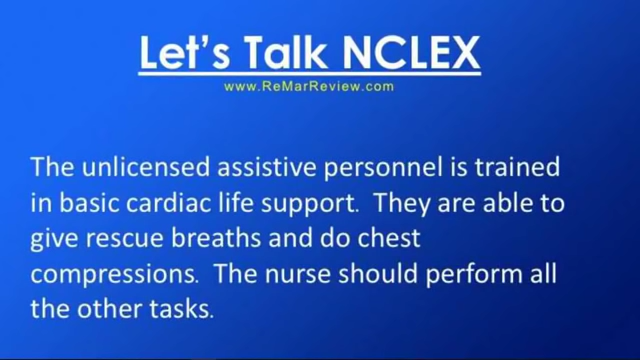 Let's Talk NCLEX
www.ReMarReview.com
The unlicensed assistive personnel is trained
in basic cardiac life support.  They are able to
give rescue breaths and do chest
compressions.  The nurse should perform all
the other tasks.